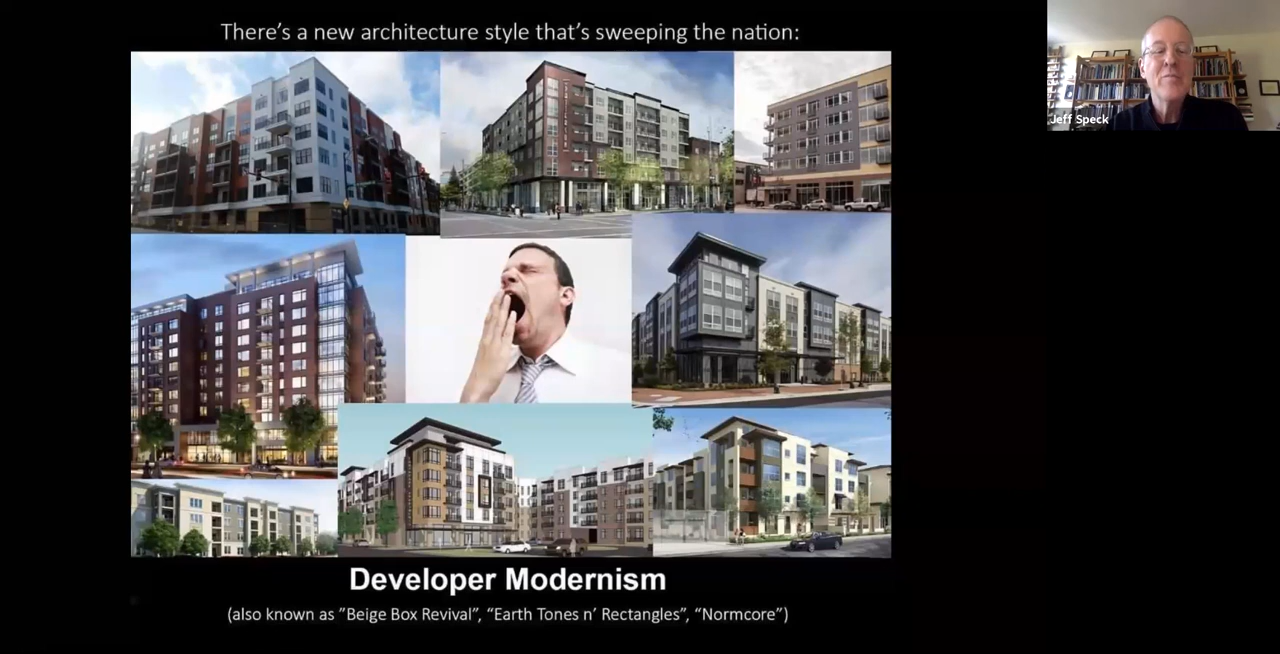 There's a new architecture style that's sweeping the nation:
Jeff Speck
Developer Modernism
(also known as "Beige Box Revival", "Earth Tones n' Rectangles", "Normcore")